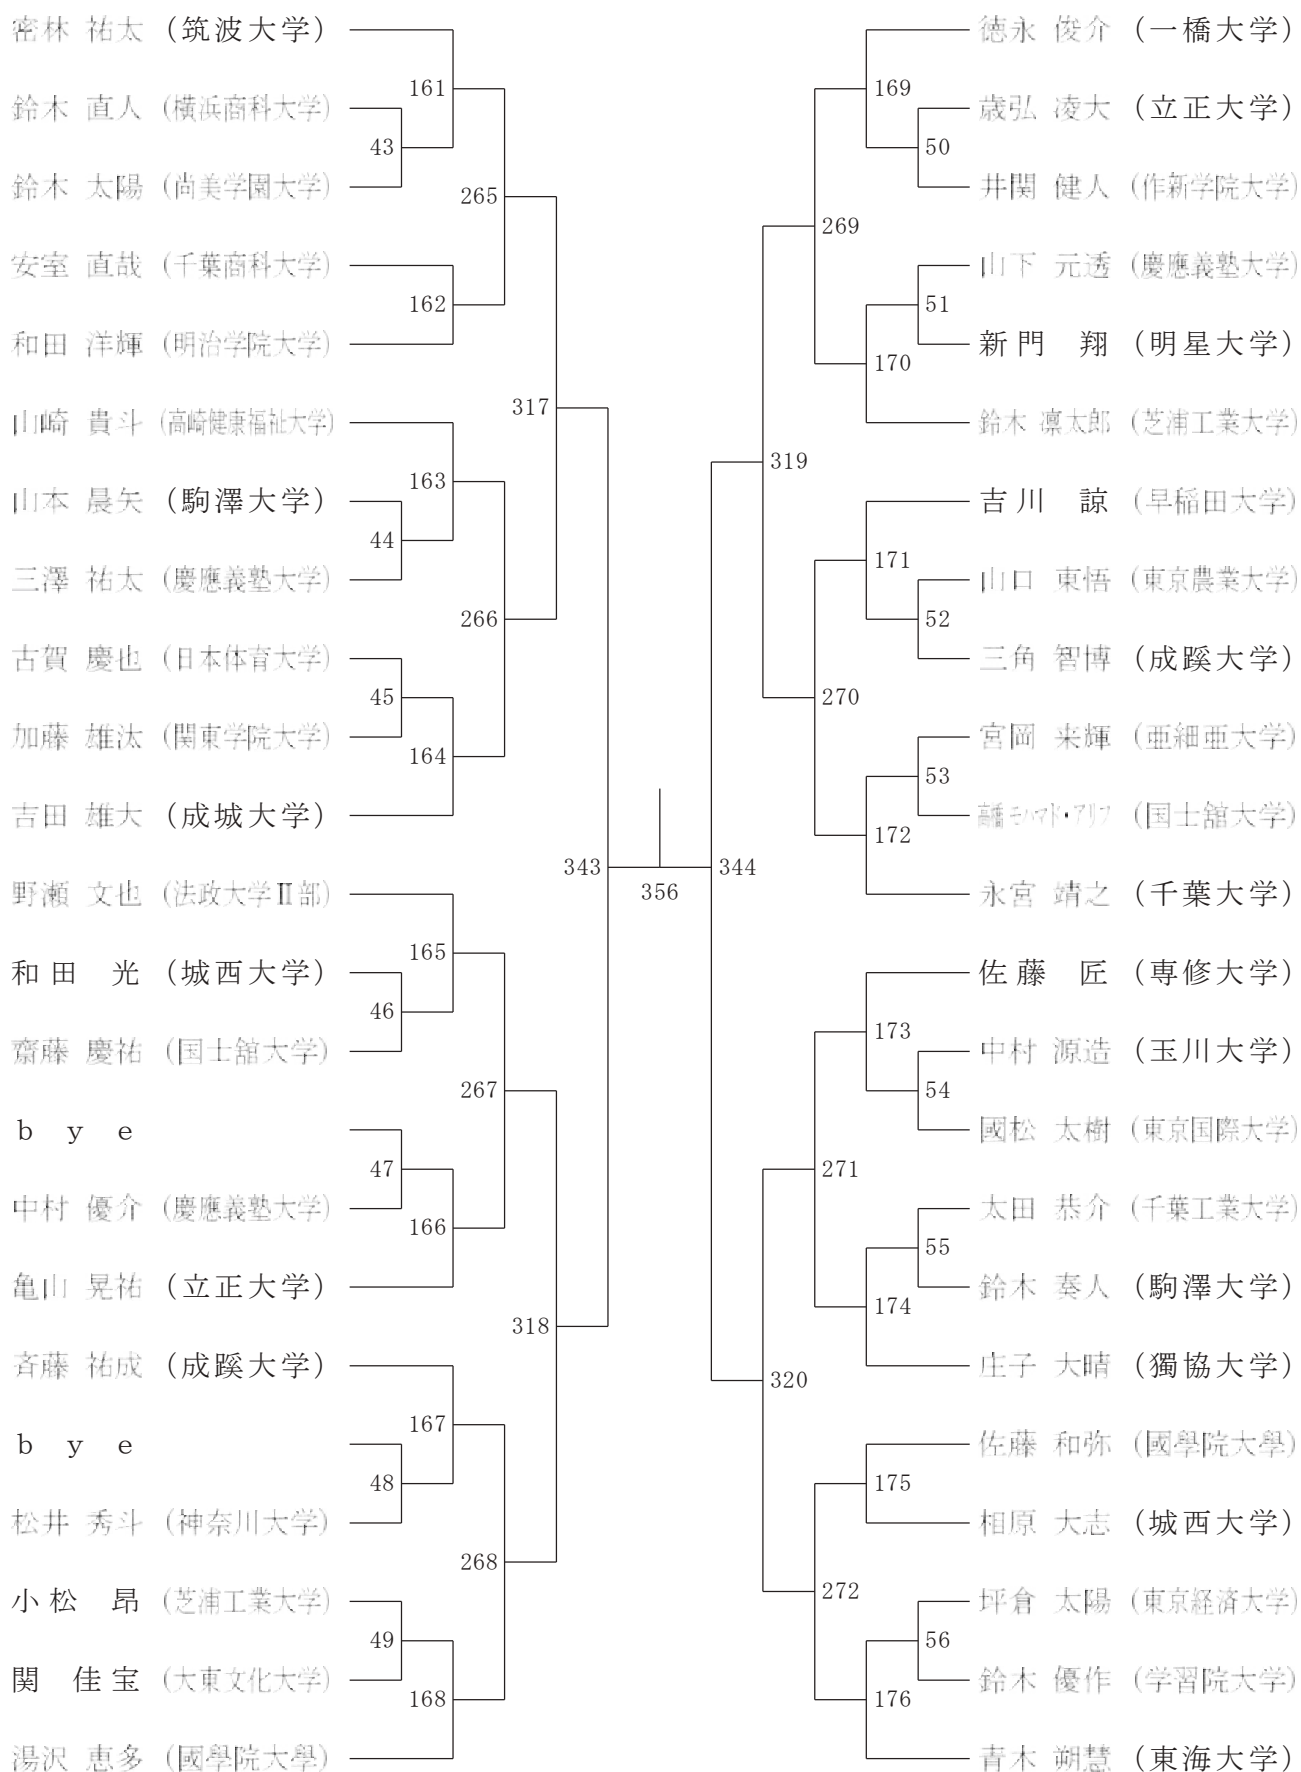 密林 祐太 (筑波大学)
鈴木 直人 (横浜商科大学)
鈴木 太陽 (尚美学園大学)
安室 直哉 (千葉商科大学)
和田 洋輝 (明治学院大学)
山崎 貴斗 (高崎健康福祉大学)
山本 晨矢 (駒澤大学)
三澤 祐太 (慶應義塾大学)
古賀 慶也 (日本体育大学)
加藤 雄汰 (関東学院大学)
吉田 雄大 (成城大学)
野瀬 文也 (法政大学Ⅱ部)
和田 光 (城西大学)
齋藤 慶祐 (国士舘大学)
bye
中村 優介 (慶應義塾大学)
亀山 晃祐 (立正大学)
斉藤 祐成 (成蹊大学)
bye
松井 秀斗 (神奈川大学)
小松 昂 (芝浦工業大学)
関 佳宝 (大東文化大学)
湯沢 恵多 (國學院大學)
161
43
265
162
317
163
44
266
45
164
343
165
46
267
47
166
318
167
48
268
49
168
356
344
169
50
269
51
170
319
171
52
270
53
172
173
54
271
55
174
320
175
272
56
176
徳永 俊介 (一橋大学)
歳弘 凌大 (立正大学)
井関 健人 (作新学院大学)
山下 元透 (慶應義塾大学)
新門 翔 (明星大学)
鈴木 凛太郎 (芝浦工業大学)
吉川 諒 (早稲田大学)
山口 東悟 (東京農業大学)
三角 智博 (成蹊大学)
宮岡 来輝 (亜細亜大学)
高橋モハマド・アリフ (国士舘大学)
永宮 靖之 (千葉大学)
佐藤 匠 (専修大学)
中村 源造 (玉川大学)
國松 太樹 (東京国際大学)
太田 恭介 (千葉工業大学)
鈴木 奏人 (駒澤大学)
庄子 大晴 (獨協大学)
佐藤 和弥 (國學院大學)
相原 大志 (城西大学)
坪倉 太陽 (東京経済大学)
鈴木 優作 (学習院大学)
青木 朔慧 (東海大学)